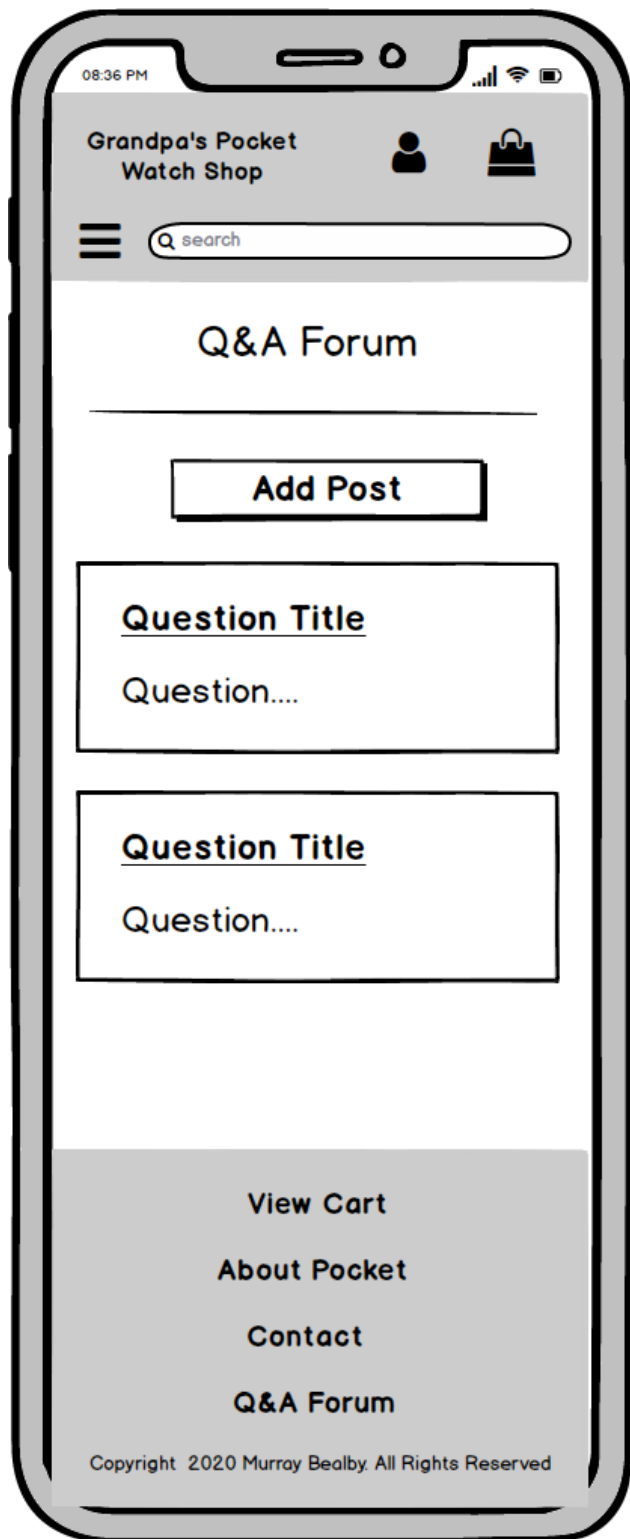 08:36 PM
Grandpa's Pocket
Watch Shop
search
Q&A Forum
Add Post
Question Title
Question....
Question Title
Question....
View Cart
About Pocket
Contact
Q&A Forum
Copyright 2020 Murray Bealby. All Rights Reserved